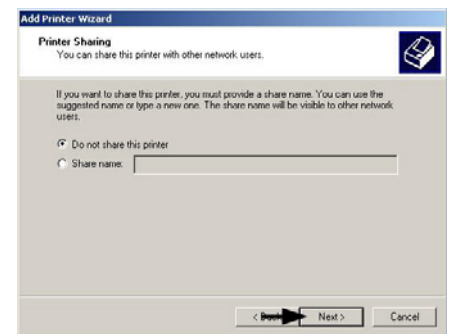 Add Printer Wizard
Printer Sharing
You can share this printer with other network users.
If you want to share this printer, you must provide a share name. You can use the
suggested name or type a new one. The share name will be visible to other network
users.
Do not share this printer
Share name:
< Back Next > Cancel